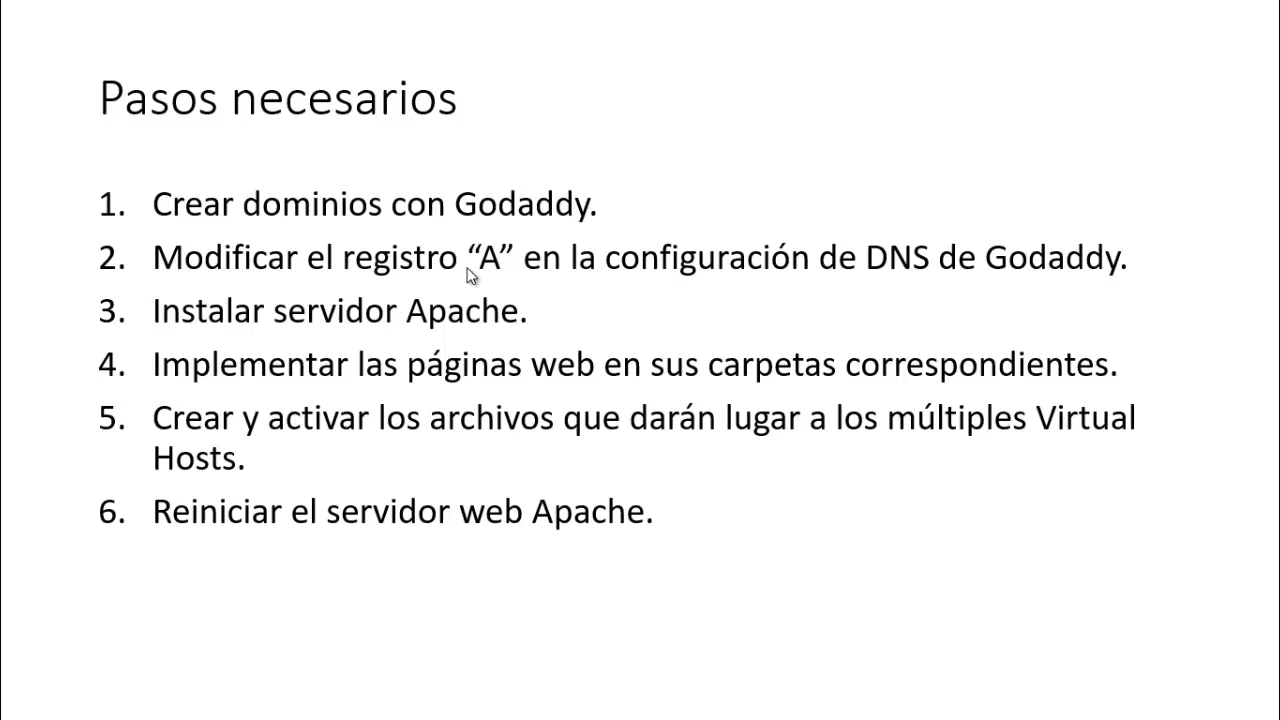 Pasos necesarios
1. Crear dominios con Godaddy.
2. Modificar el registro “A” en la configuración de DNS de Godaddy.
3. Instalar servidor Apache.
4. Implementar las páginas web en sus carpetas correspondientes.
5. Crear y activar los archivos que darán lugar a los múltiples Virtual
Hosts.
6. Reiniciar el servidor web Apache.